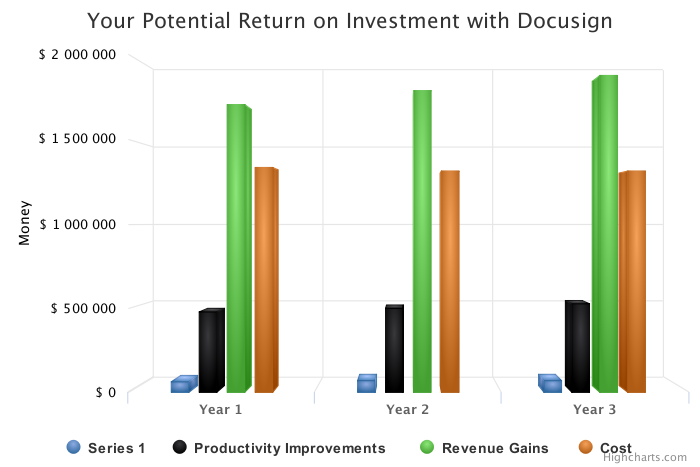 Your Potential Return on Investment with Docusign
$ 2 000 000
$ 1 500 000
$ 1 000 000
$ 500 000
$ 0
Money
Year 1
Year 2
Year 3
Series 1
Productivity Improvements
Revenue Gains
Cost
Highcharts.com